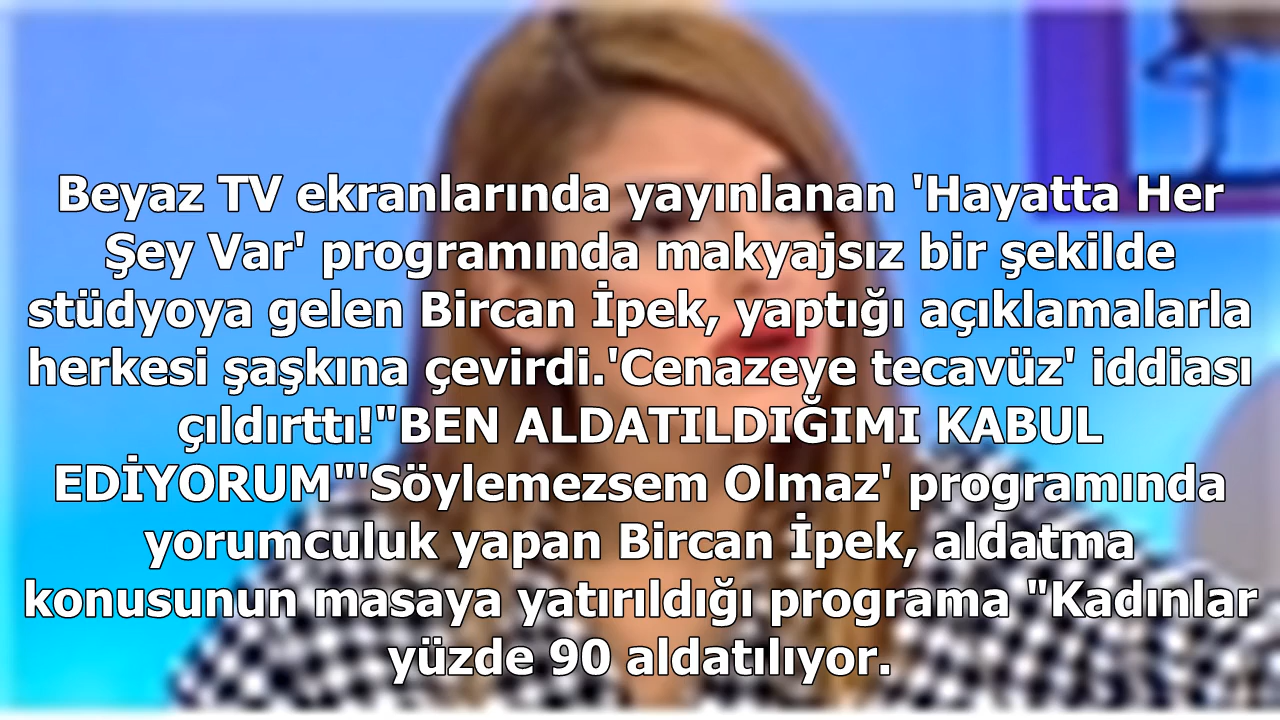 Beyaz TV ekranlarında yayınlanan 'Hayatta Her
Şey Var' programında makyajsız bir şekilde
stüdyoya gelen Bircan İpek, yaptığı açıklamalarla
herkesi şaşkına çevirdi.'Cenazeye tecavüz' iddiası
çıldırttı!"BEN ALDATILDIĞIMI KABUL
EDİYORUM"'Söylemezsem Olmaz' programında
yorumculuk yapan Bircan İpek, aldatma
konusunun masaya yatırıldığı programa "Kadınlar
yüzde 90 aldatılıyor.